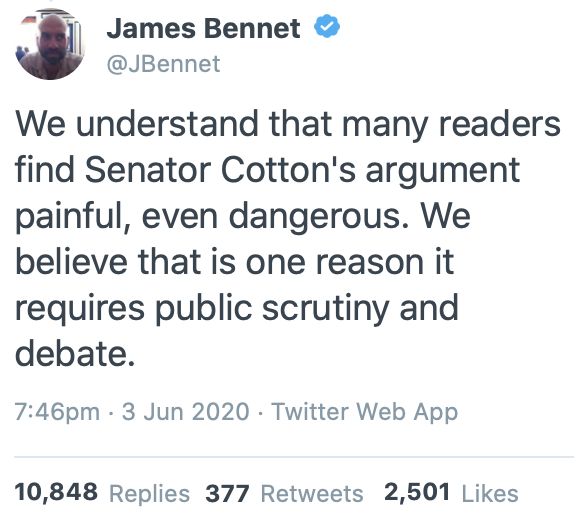 James Bennet
@JBennet
We understand that many readers
find Senator Cotton's argument
painful, even dangerous. We
believe that is one reason it
requires public scrutiny and
debate.
7:46pm · 3 Jun 2020 · Twitter Web App
10,848 Replies 377 Retweets 2,501 Likes